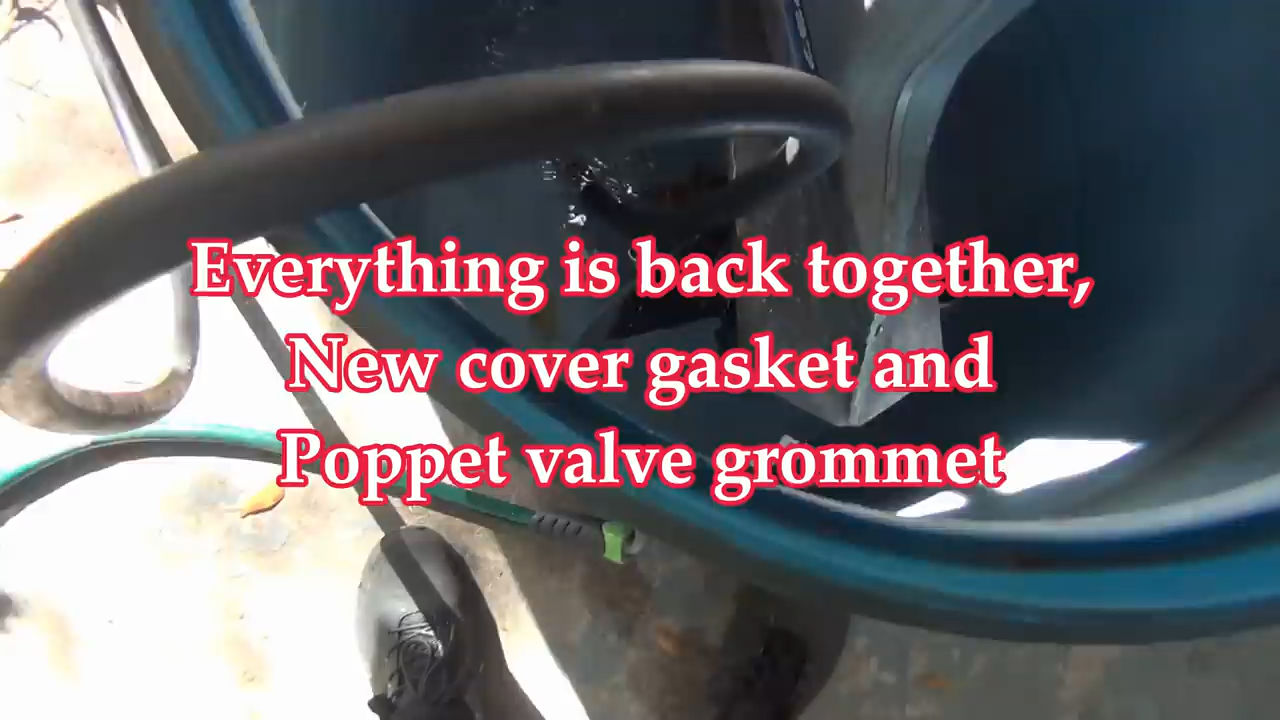 Everything is back together,
New cover gasket and
Poppet valve grommet